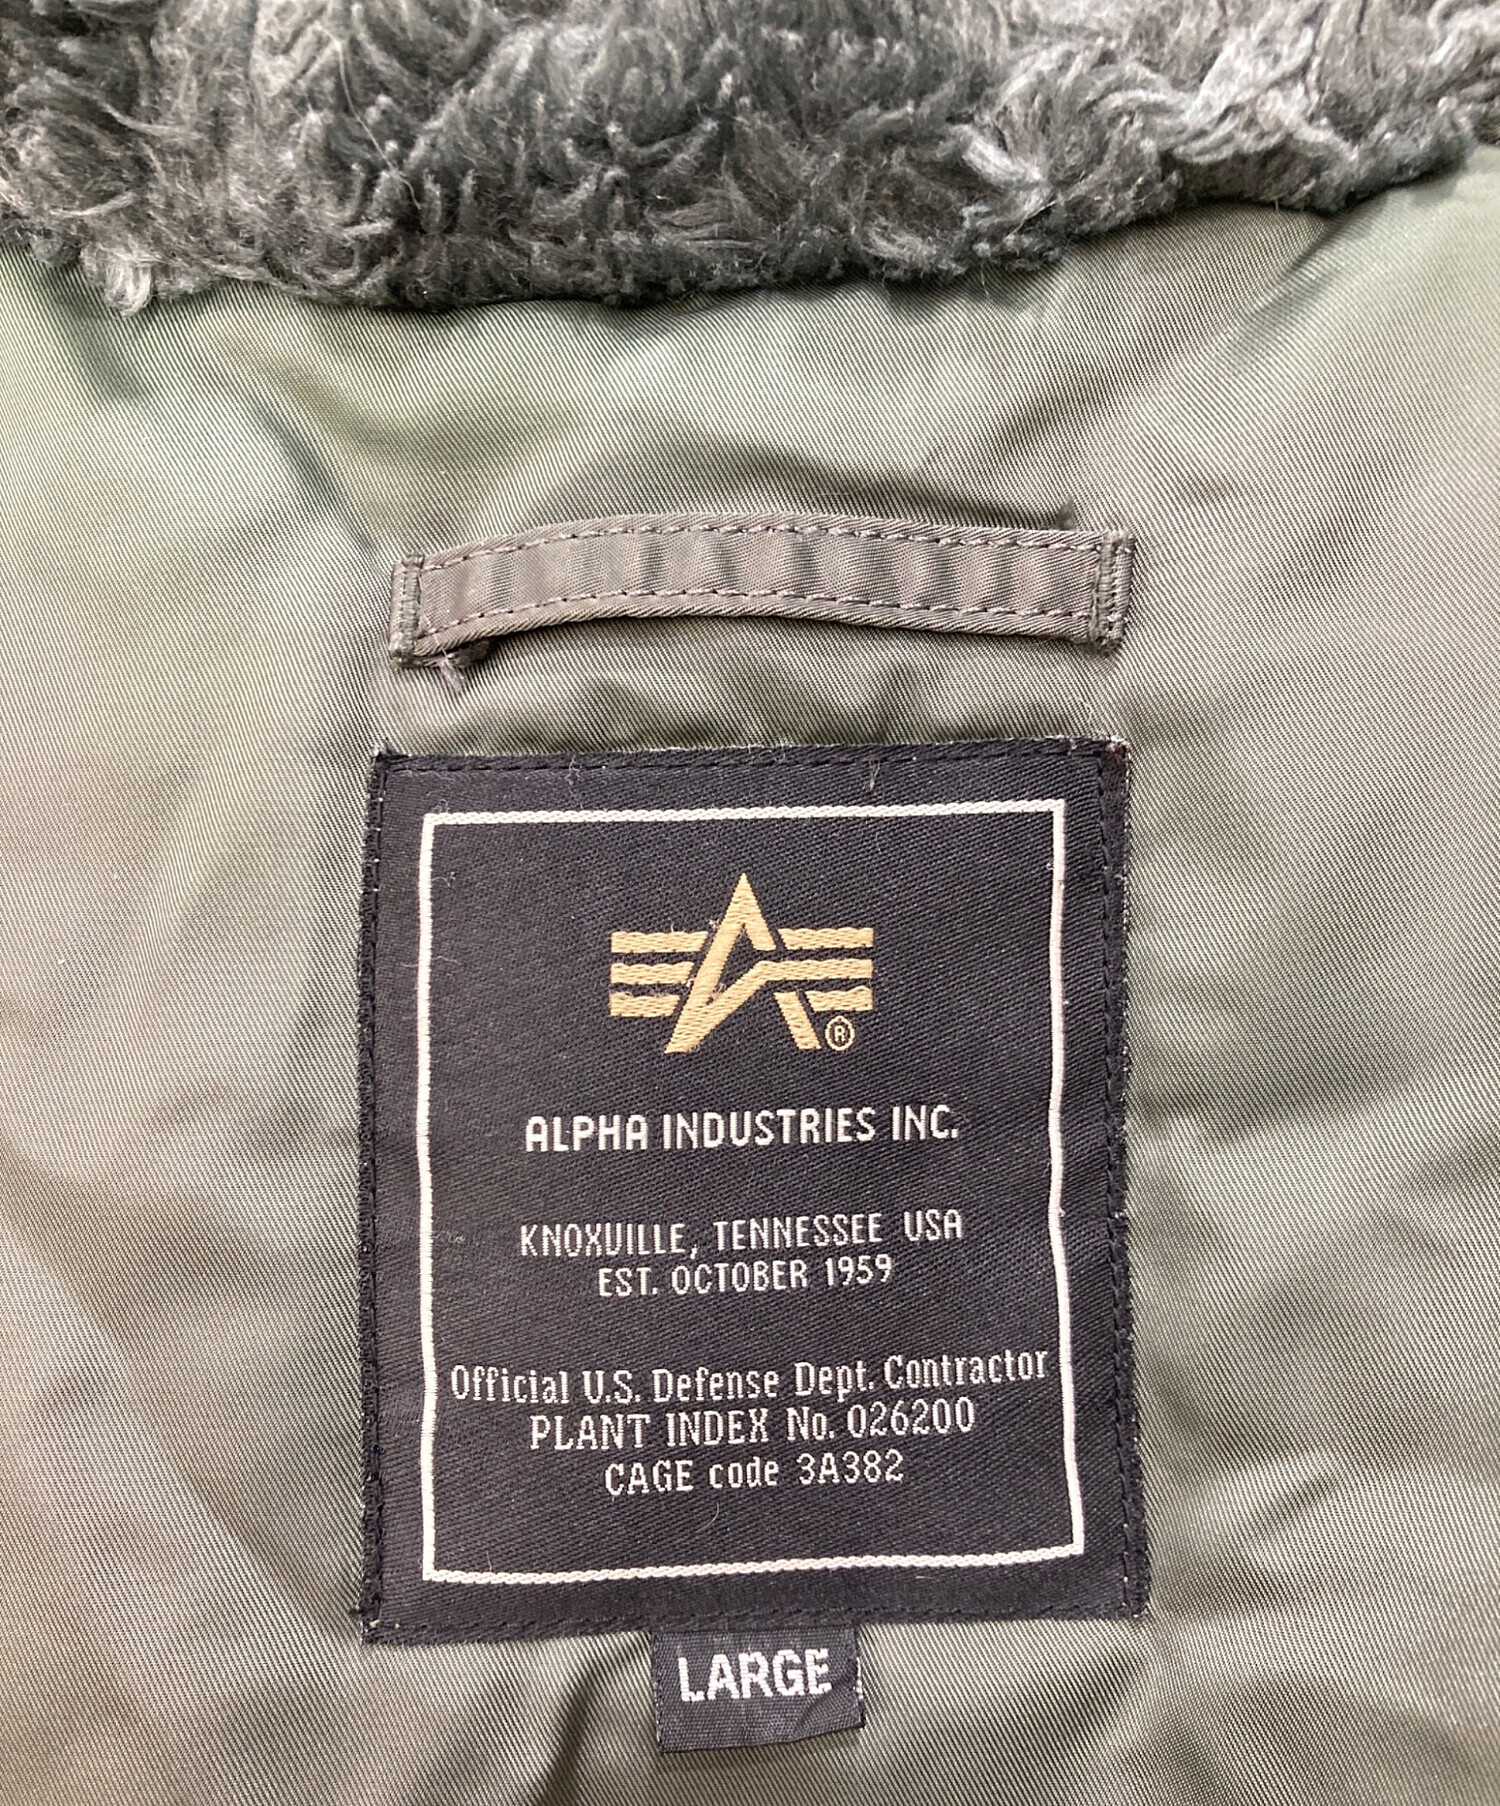 ®
ALPHA INDUSTRIES INC.
KNOXVILLE, TENNESSEE USA
EST. OCTOBER 1959
Official U.S. Defense Dept. Contractor
PLANT INDEX No. 026200
CAGE code 3A382
LARGE